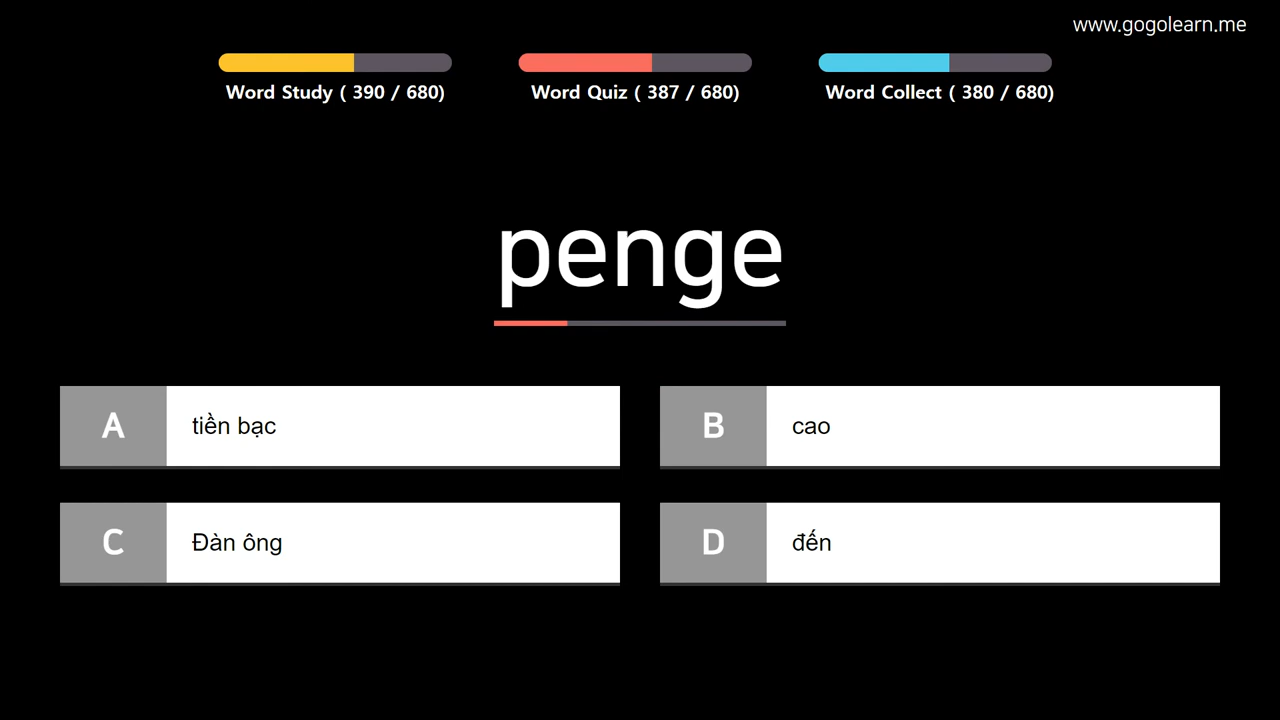 www.gogolearn.me
Word Study ( 390 / 680)
Word Quiz ( 387 / 680)
Word Collect ( 380 / 680)
penge
A tiền bạc
B cao
C Đàn ông
D đến